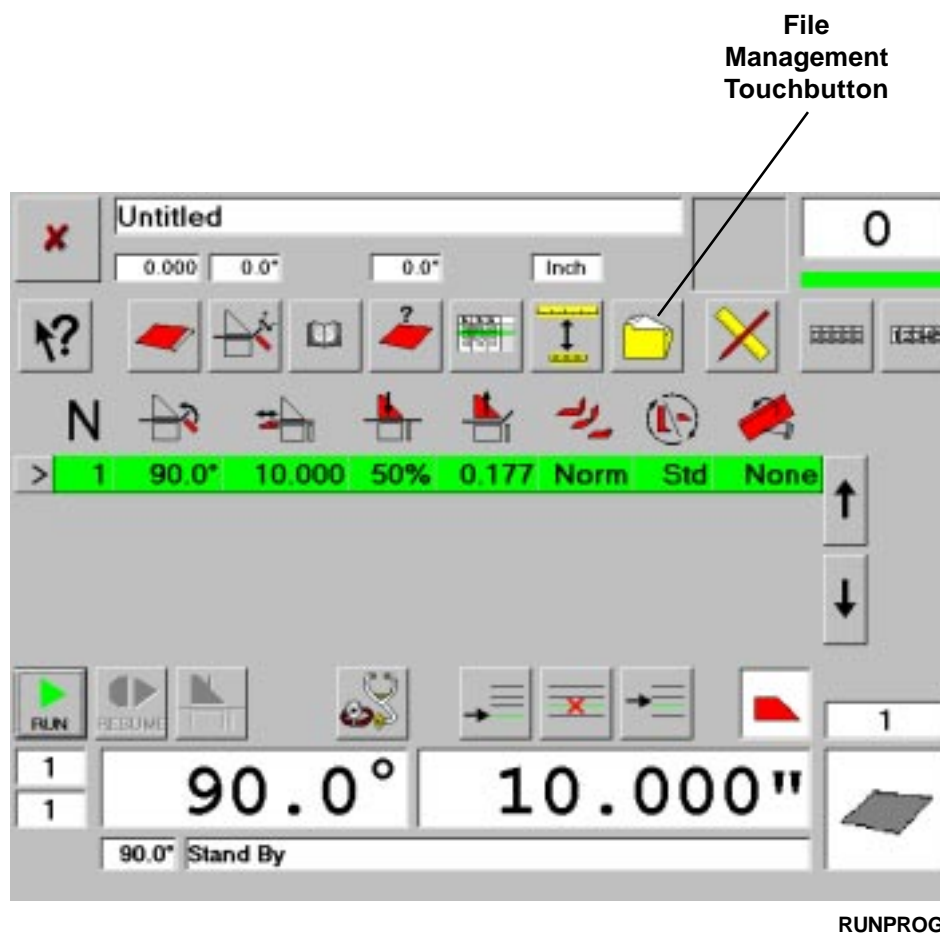 File
Management
Touchbutton
Untitled
0
0.000 0.0° 0.0° Inch
?
?
N
> 1 90.0° 10.000 50% 0.177 Norm Std None
RUN RESUME
1
1
90.0° 10.000"
1
90.0° Stand By
RUNPROG